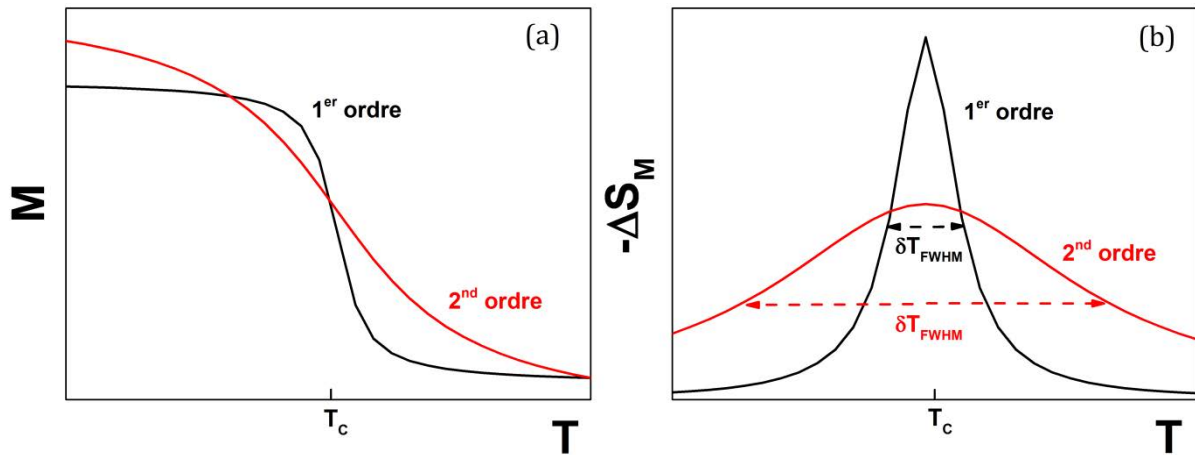 (a)
1er ordre
2nd ordre
M
TC
T
(b)
1er ordre
δTFWHM
2nd ordre
δTFWHM
-ΔSM
TC
T